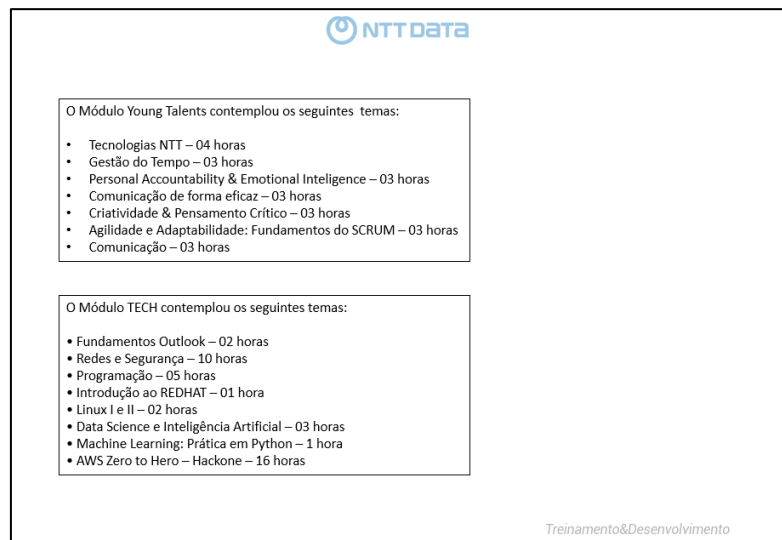 NTT DATA
O Módulo Young Talents contemplou os seguintes temas:
• Tecnologias NTT – 04 horas
• Gestão do Tempo – 03 horas
• Personal Accountability & Emotional Inteligence – 03 horas
• Comunicação de forma eficaz – 03 horas
• Criatividade & Pensamento Crítico – 03 horas
• Agilidade e Adaptabilidade: Fundamentos do SCRUM – 03 horas
• Comunicação – 03 horas
O Módulo TECH contemplou os seguintes temas:
• Fundamentos Outlook – 02 horas
• Redes e Segurança – 10 horas
• Programação – 05 horas
• Introdução ao REDHAT – 01 hora
• Linux I e II – 02 horas
• Data Science e Inteligência Artificial – 03 horas
• Machine Learning: Prática em Python – 1 hora
• AWS Zero to Hero – Hackone – 16 horas
Treinamento&Desenvolvimento